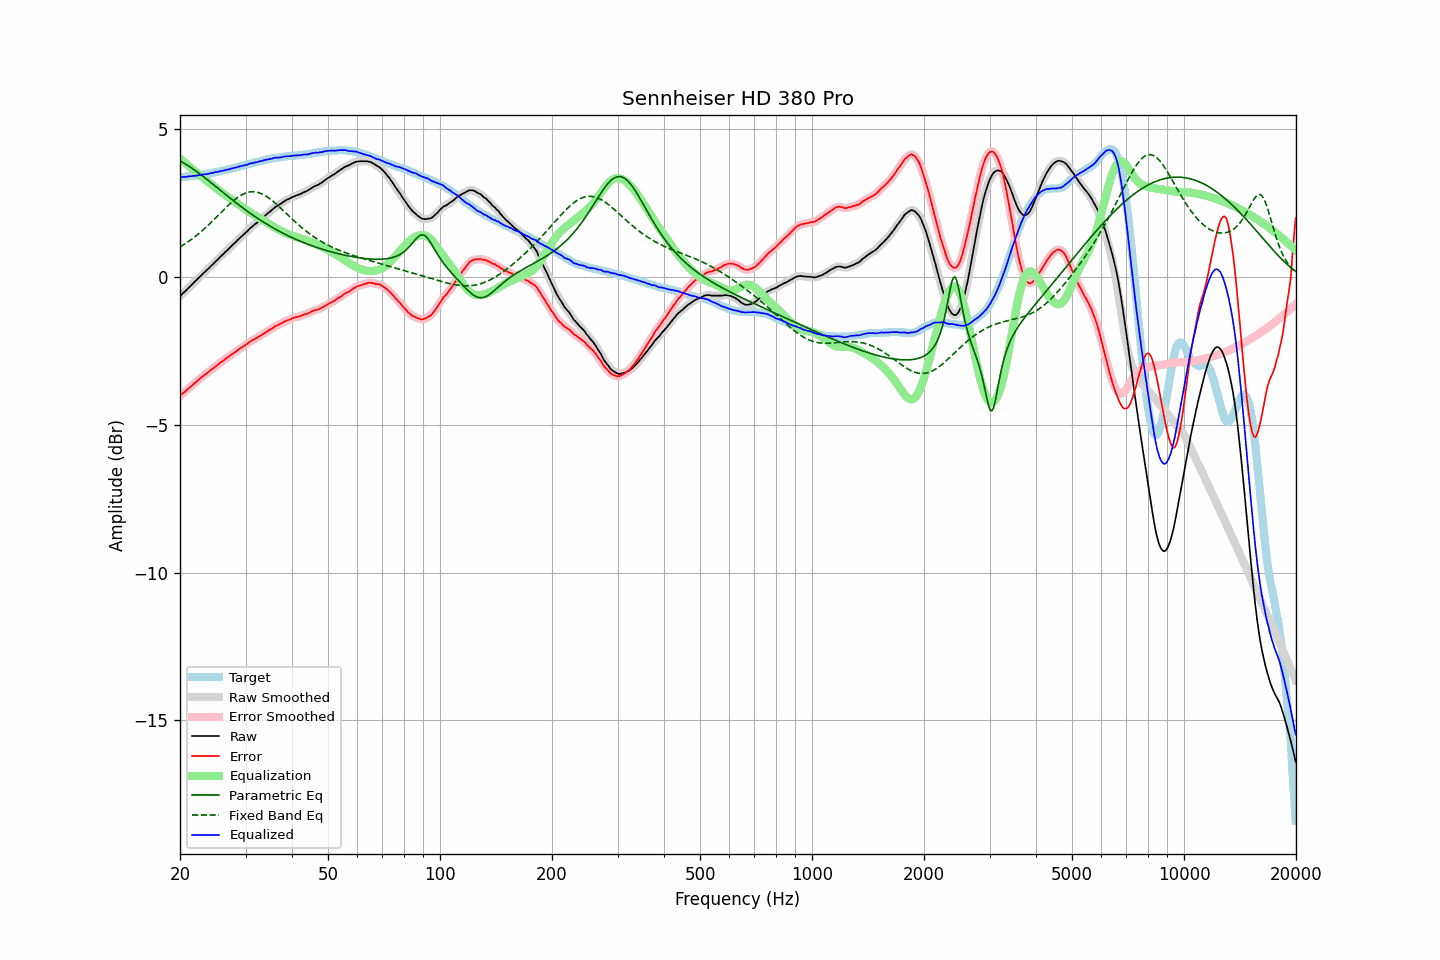 Sennheiser HD 380 Pro
5
0
−5
−10
−15
Amplitude (dBr)
Target
Raw Smoothed
Error Smoothed
Raw
Error
Equalization
Parametric Eq
Fixed Band Eq
Equalized
20 50 100 200 500 1000 2000 5000 10000 20000
Frequency (Hz)